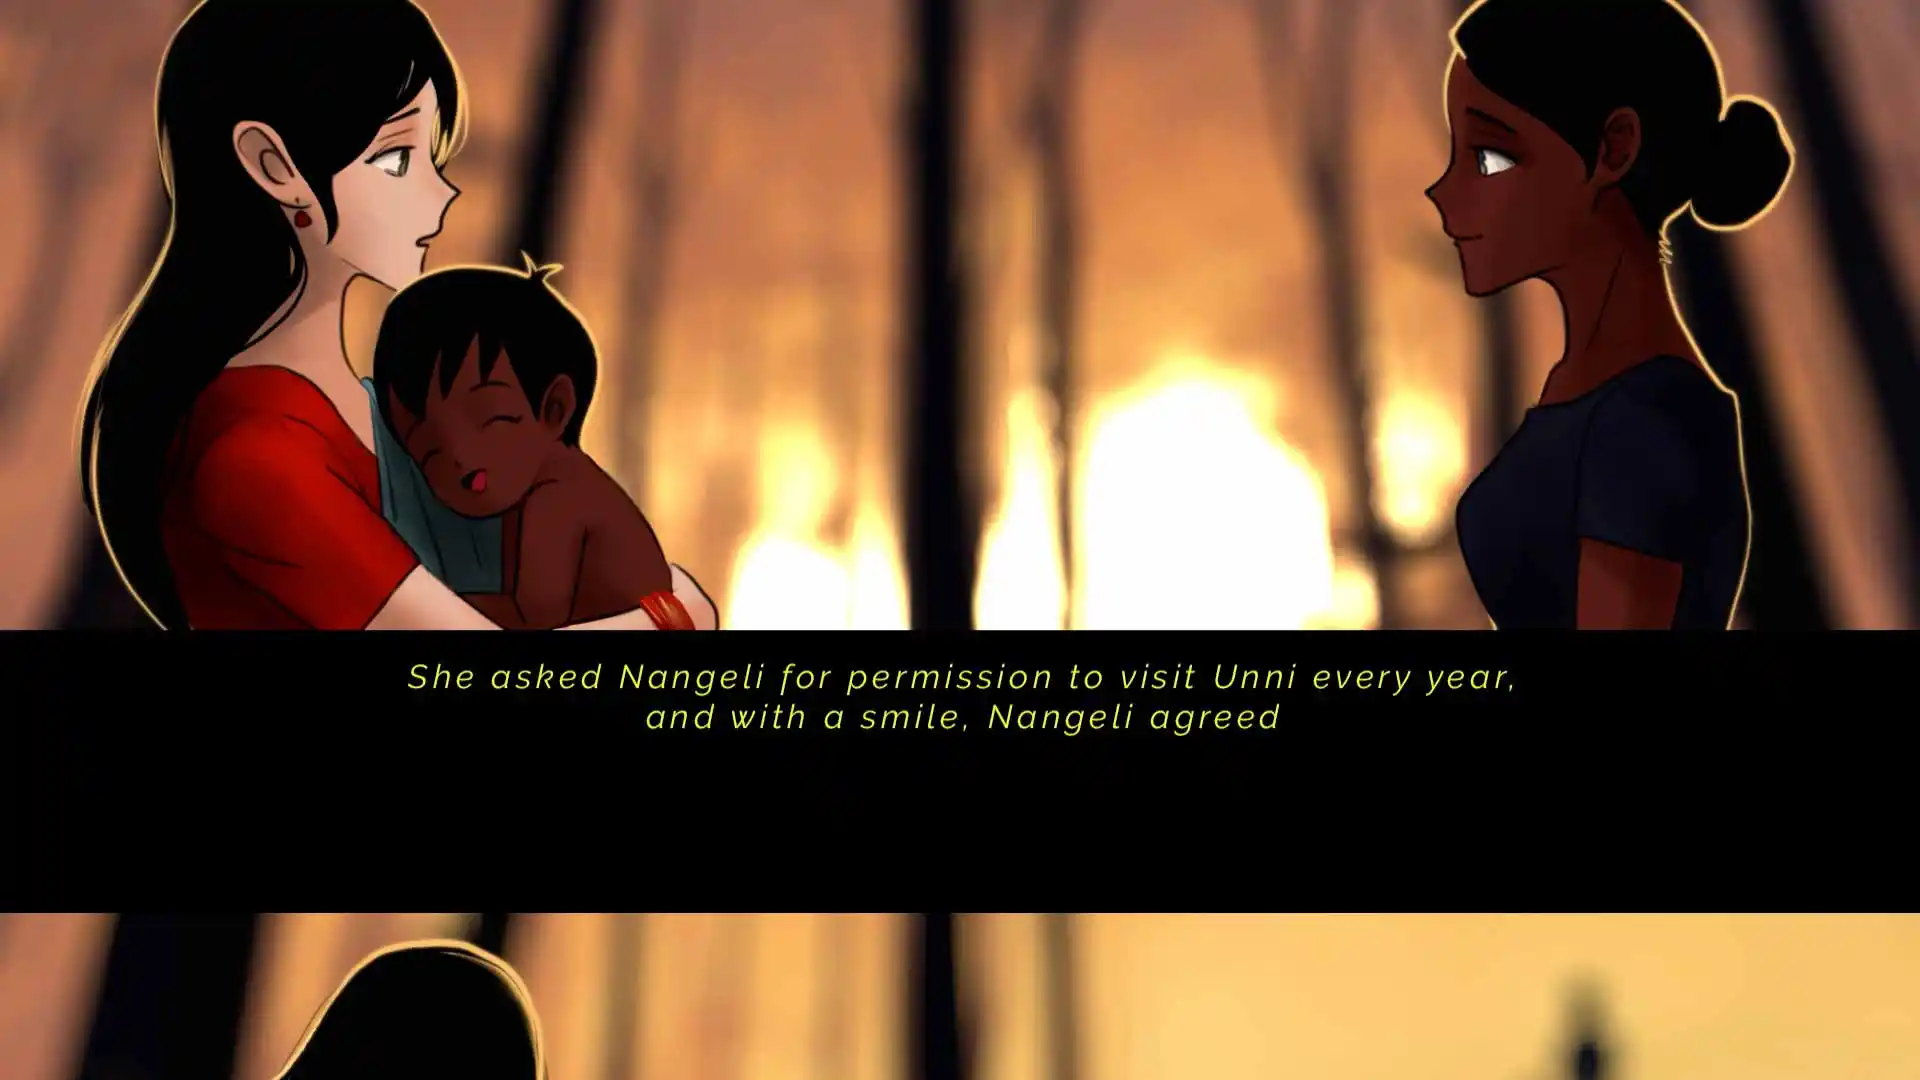 She asked Nangeli for permission to visit Unni every year,
and with a smile, Nangeli agreed